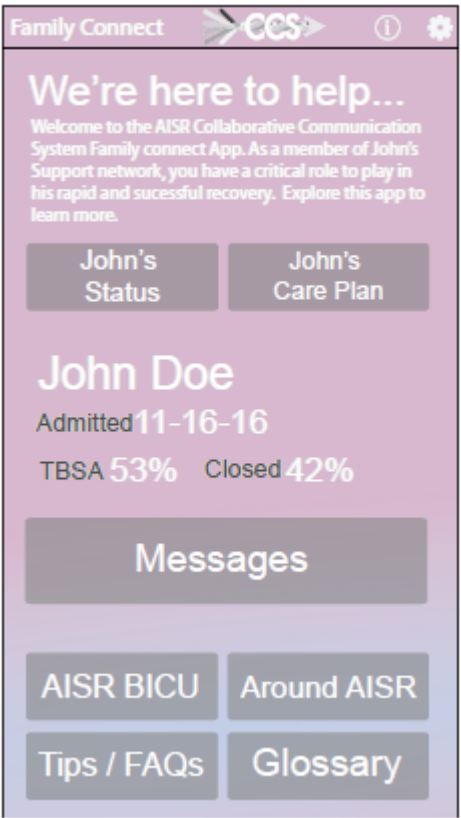 Family Connect CCS i
We're here to help...
Welcome to the AISR Collaborative Communication
System Family connect App. As a member of John's
Support network, you have a critical role to play in
his rapid and sucessful recovery. Explore this app to
learn more.
John's
Status
John's
Care Plan
John Doe
Admitted 11-16-16
TBSA 53% Closed 42%
Messages
AISR BICU Around AISR
Tips / FAQs Glossary